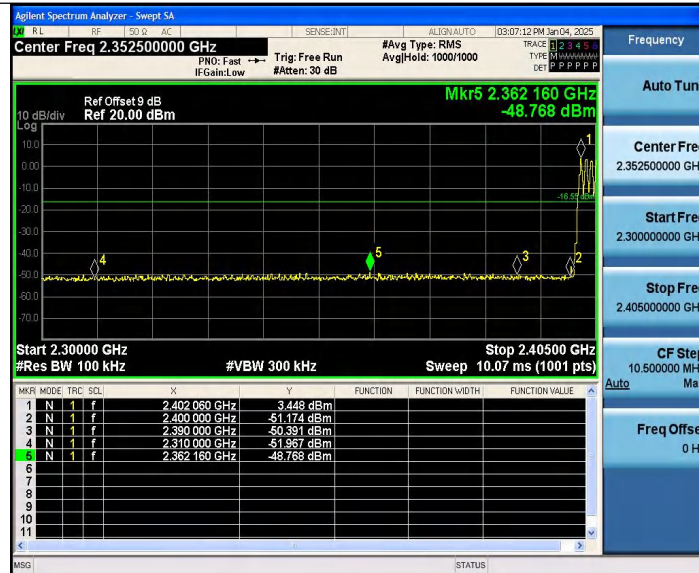 Agilent Spectrum Analyzer - Swept SA
LXI RL RF 50 Ω AC SENSE:INT ALIGNAUTO 03:07:12 PM Jan 04, 2025
Center Freq 2.352500000 GHz
PNO: Fast
IFGain:Low
Trig: Free Run
#Atten: 30 dB
#Avg Type: RMS
Avg|Hold: 1000/1000
TRACE 1 2 3 4 5 6
TYPE M
DET P P P P P P
Ref Offset 9 dB
Ref 20.00 dBm
10 dB/div
Log
Mkr5 2.362 160 GHz
-48.768 dBm
10.0
0.00
-10.0
-20.0
-30.0
-40.0
-50.0
-60.0
-70.0
1
4
5
3
2
Start 2.30000 GHz
Stop 2.40500 GHz
#Res BW 100 kHz
#VBW 300 kHz
Sweep 10.07 ms (1001 pts)
MKR MODE TRC SCL X Y FUNCTION FUNCTION WIDTH FUNCTION VALUE
1 N 1 f 2.402 060 GHz 3.448 dBm
2 N 1 f 2.400 000 GHz -51.174 dBm
3 N 1 f 2.390 000 GHz -50.391 dBm
4 N 1 f 2.310 000 GHz -51.967 dBm
5 N 1 f 2.362 160 GHz -48.768 dBm
6
7
8
9
10
11
MSG
STATUS
Frequency
Auto Tun
Center Fre
2.352500000 GH
Start Fre
2.300000000 GH
Stop Fre
2.405000000 GH
CF Ste
10.500000 MH
Auto Ma
Freq Offse
0 H